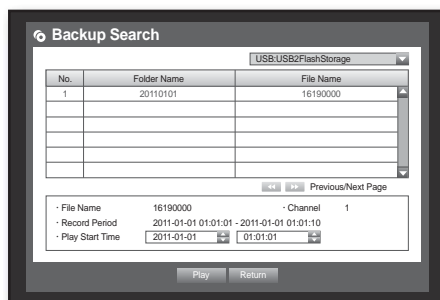 Backup Search
USB:USB2FlashStorage
No. Folder Name File Name
1 20110101 16190000
Previous/Next Page
· File Name 16190000 · Channel 1
· Record Period 2011-01-01 01:01:01 - 2011-01-01 01:01:10
· Play Start Time 2011-01-01 01:01:01
Play Return